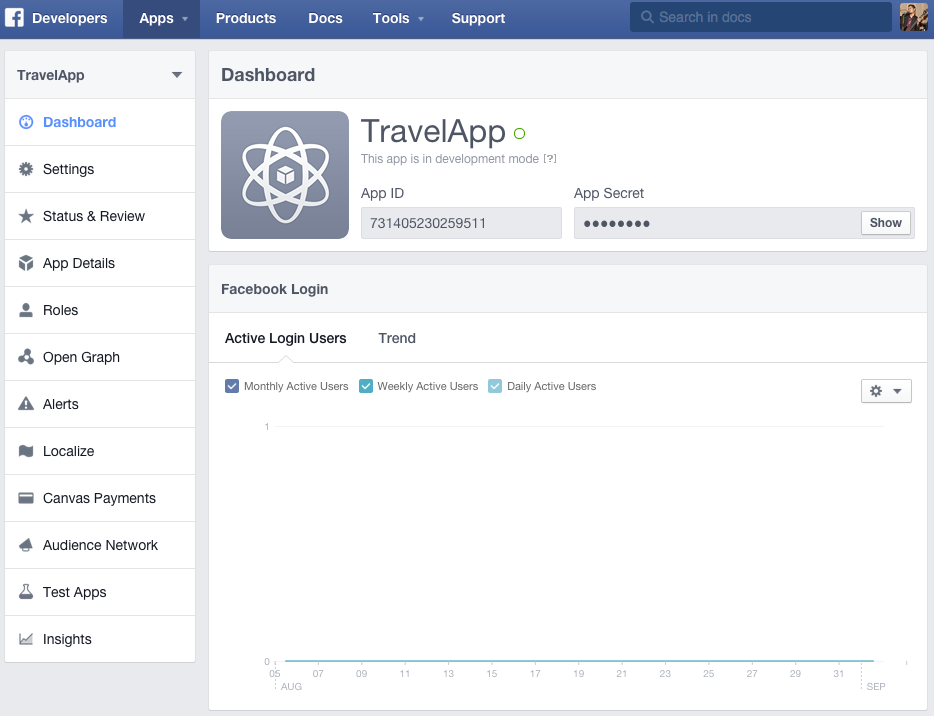 Developers Apps Products Docs Tools Support Search in docs
TravelApp
Dashboard
Settings
Status & Review
App Details
Roles
Open Graph
Alerts
Localize
Canvas Payments
Audience Network
Test Apps
Insights
Dashboard
TravelApp
This app is in development mode [?]
App ID App Secret
731405230259511 ●●●●●●●● Show
Facebook Login
Active Login Users Trend
Monthly Active Users Weekly Active Users Daily Active Users
1
0
05 07 09 11 13 15 17 19 21 23 25 27 29 31
AUG SEP